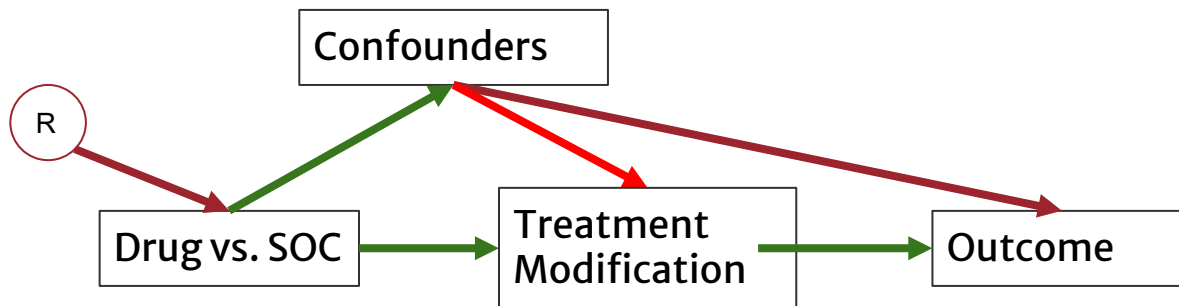 Confounders
R
Drug vs. SOC
Treatment
Modification
Outcome